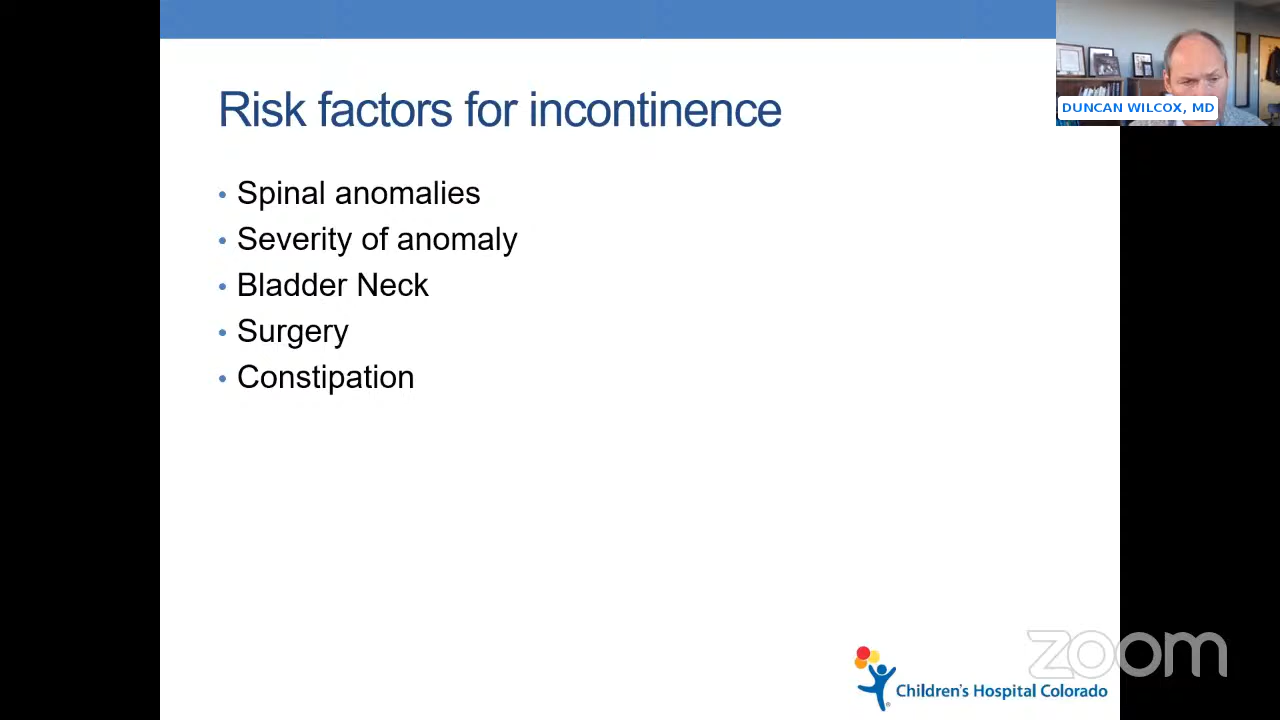 DUNCAN WILCOX, MD
Risk factors for incontinence
• Spinal anomalies
• Severity of anomaly
• Bladder Neck
• Surgery
• Constipation
zoom
Children's Hospital Colorado